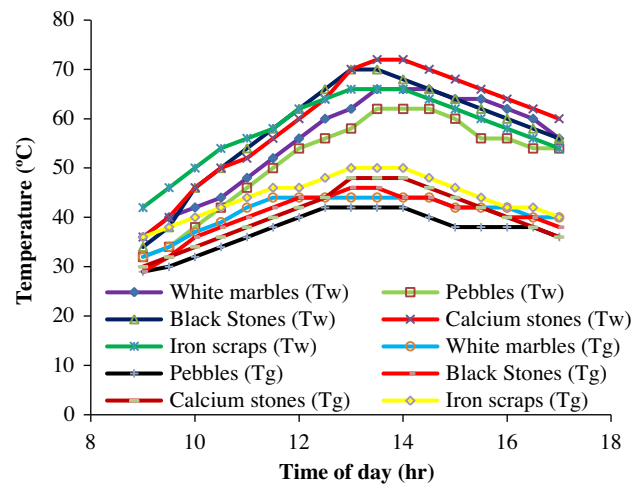 80
70
60
50
40
30
20
10
0
Temperature (ºC)
White marbles (Tw)
Pebbles (Tw)
Black Stones (Tw)
Calcium stones (Tw)
Iron scraps (Tw)
White marbles (Tg)
Pebbles (Tg)
Black Stones (Tg)
Calcium stones (Tg)
Iron scraps (Tg)
8 10 12 14 16 18
Time of day (hr)